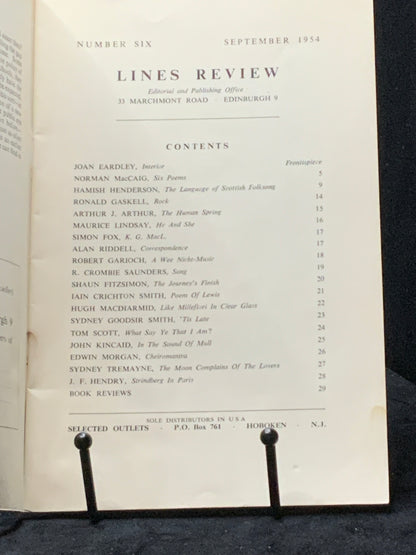 NUMBER SIX SEPTEMBER 1954
LINES REVIEW
Editorial and Publishing Office
33 MARCHMONT ROAD · EDINBURGH 9
CONTENTS
JOAN EARDLEY, Interior Frontispiece
NORMAN MacCAIG, Six Poems 5
HAMISH HENDERSON, The Language of Scottish Folksong 9
RONALD GASKELL, Rock 14
ARTHUR J. ARTHUR, The Human Spring 15
MAURICE LINDSAY, He And She 16
SIMON FOX, K. G. MacL. 17
ALAN RIDDELL, Correspondence 17
ROBERT GARIOCH, A Wee Nicht-Music 18
R. CROMBIE SAUNDERS, Song 19
SHAUN FITZSIMON, The Journey's Finish 20
IAIN CRICHTON SMITH, Poem Of Lewis 21
HUGH MACDIARMID, Like Millefiori In Clear Glass 22
SYDNEY GOODSIR SMITH, 'Tis Late 23
TOM SCOTT, What Say Ye That I Am? 24
JOHN KINCAID, In The Sound Of Mull 25
EDWIN MORGAN, Cheiromantra 26
SYDNEY TREMAYNE, The Moon Complains Of The Lovers 27
J. F. HENDRY, Strindberg In Paris 28
BOOK REVIEWS 29
SOLE DISTRIBUTORS IN U S A
SELECTED OUTLETS - P.O. Box 761 - HOBOKEN - N.J.